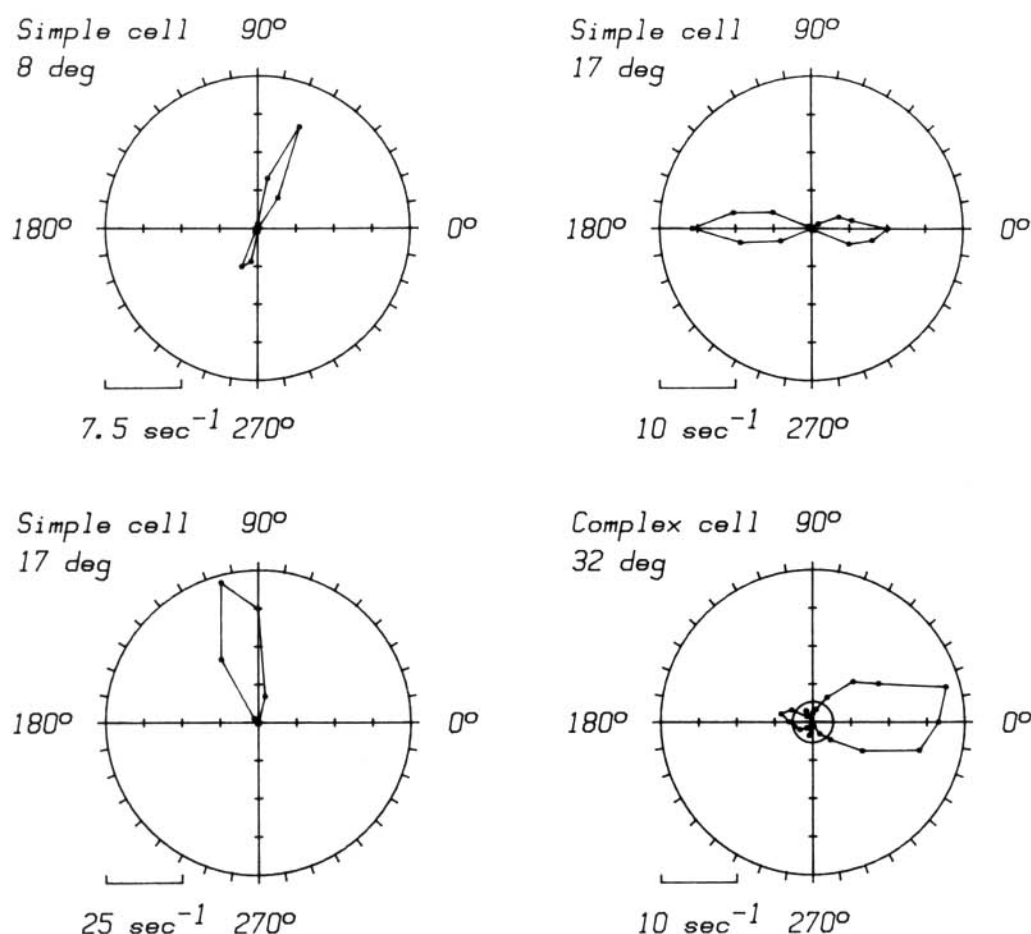 Simple cell 90°
8 deg
180° 0°
7.5 sec⁻¹ 270°
Simple cell 90°
17 deg
180° 0°
10 sec⁻¹ 270°
Simple cell 90°
17 deg
180° 0°
25 sec⁻¹ 270°
Complex cell 90°
32 deg
180° 0°
10 sec⁻¹ 270°